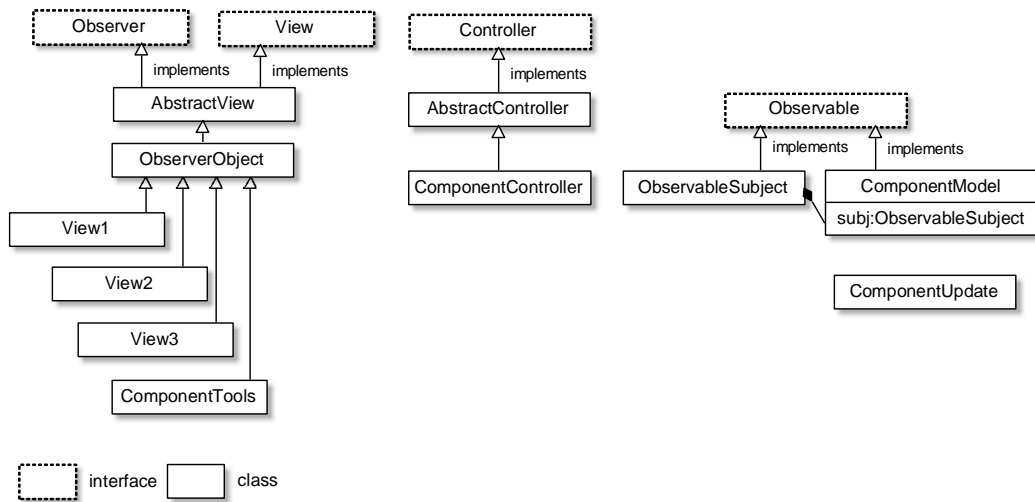 Observer
View
Controller
implements
implements
implements
AbstractView
AbstractController
Observable
implements
implements
ObserverObject
ComponentController
ObservableSubject
ComponentModel
subj:ObservableSubject
View1
View2
ComponentUpdate
View3
ComponentTools
interface
class